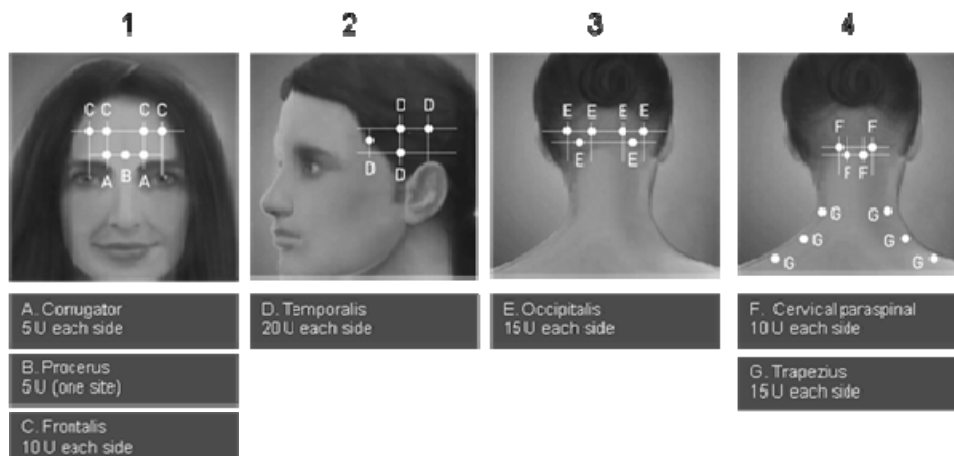 1 2 3 4
C C C C
A B A
D D
D D
E E E E
E E
F F
F F
G G
G G
G G
A. Corrugator
5 U each side
B. Procerus
5 U (one site)
C. Frontalis
10 U each side
D. Temporalis
20 U each side
E. Occipitalis
15 U each side
F. Cervical paraspinal
10 U each side
G. Trapezius
15 U each side